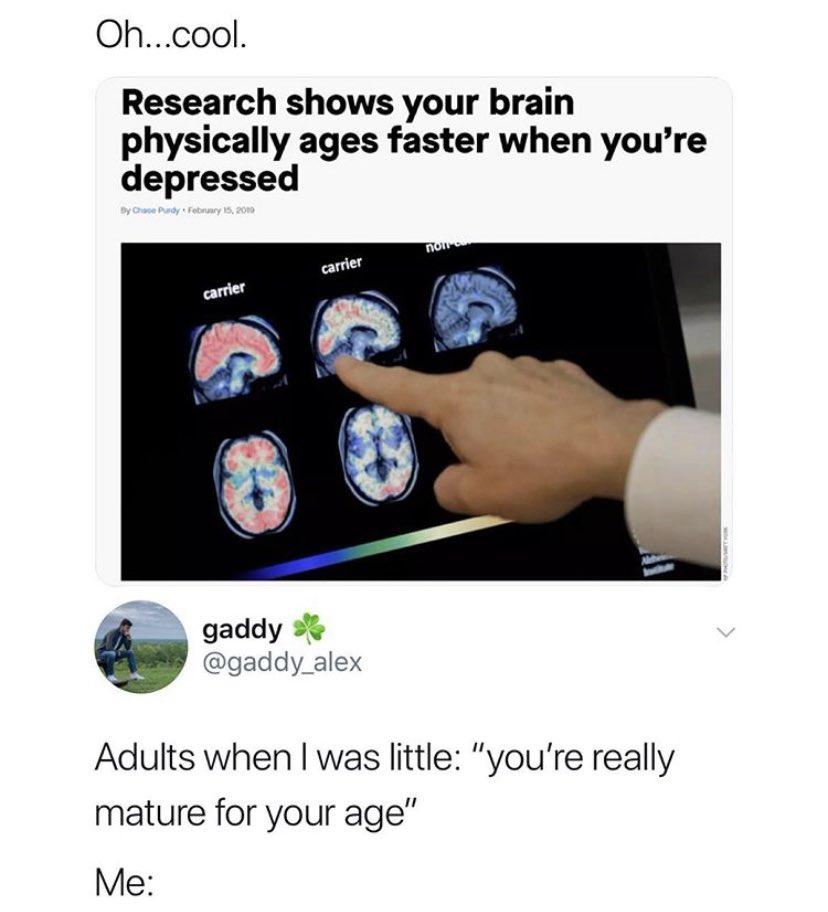 Oh...cool.
Research shows your brain
physically ages faster when you're
depressed
By Chase Purdy • February 15, 2019
carrier
carrier
gaddy ☘
@gaddy_alex
Adults when I was little: "you're really
mature for your age"
Me: